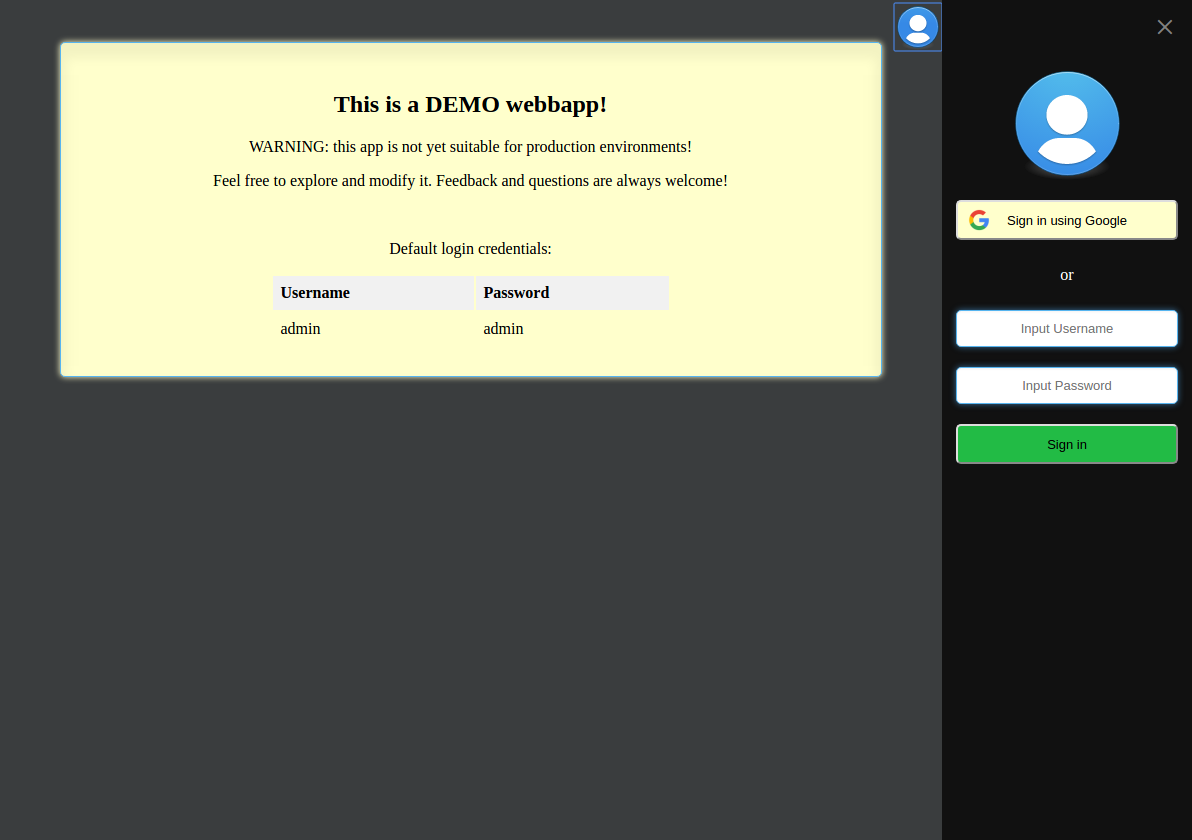 This is a DEMO webbapp!
WARNING: this app is not yet suitable for production environments!
Feel free to explore and modify it. Feedback and questions are always welcome!
Default login credentials:
Username Password
admin admin
Sign in using Google
or
Input Username
Input Password
Sign in